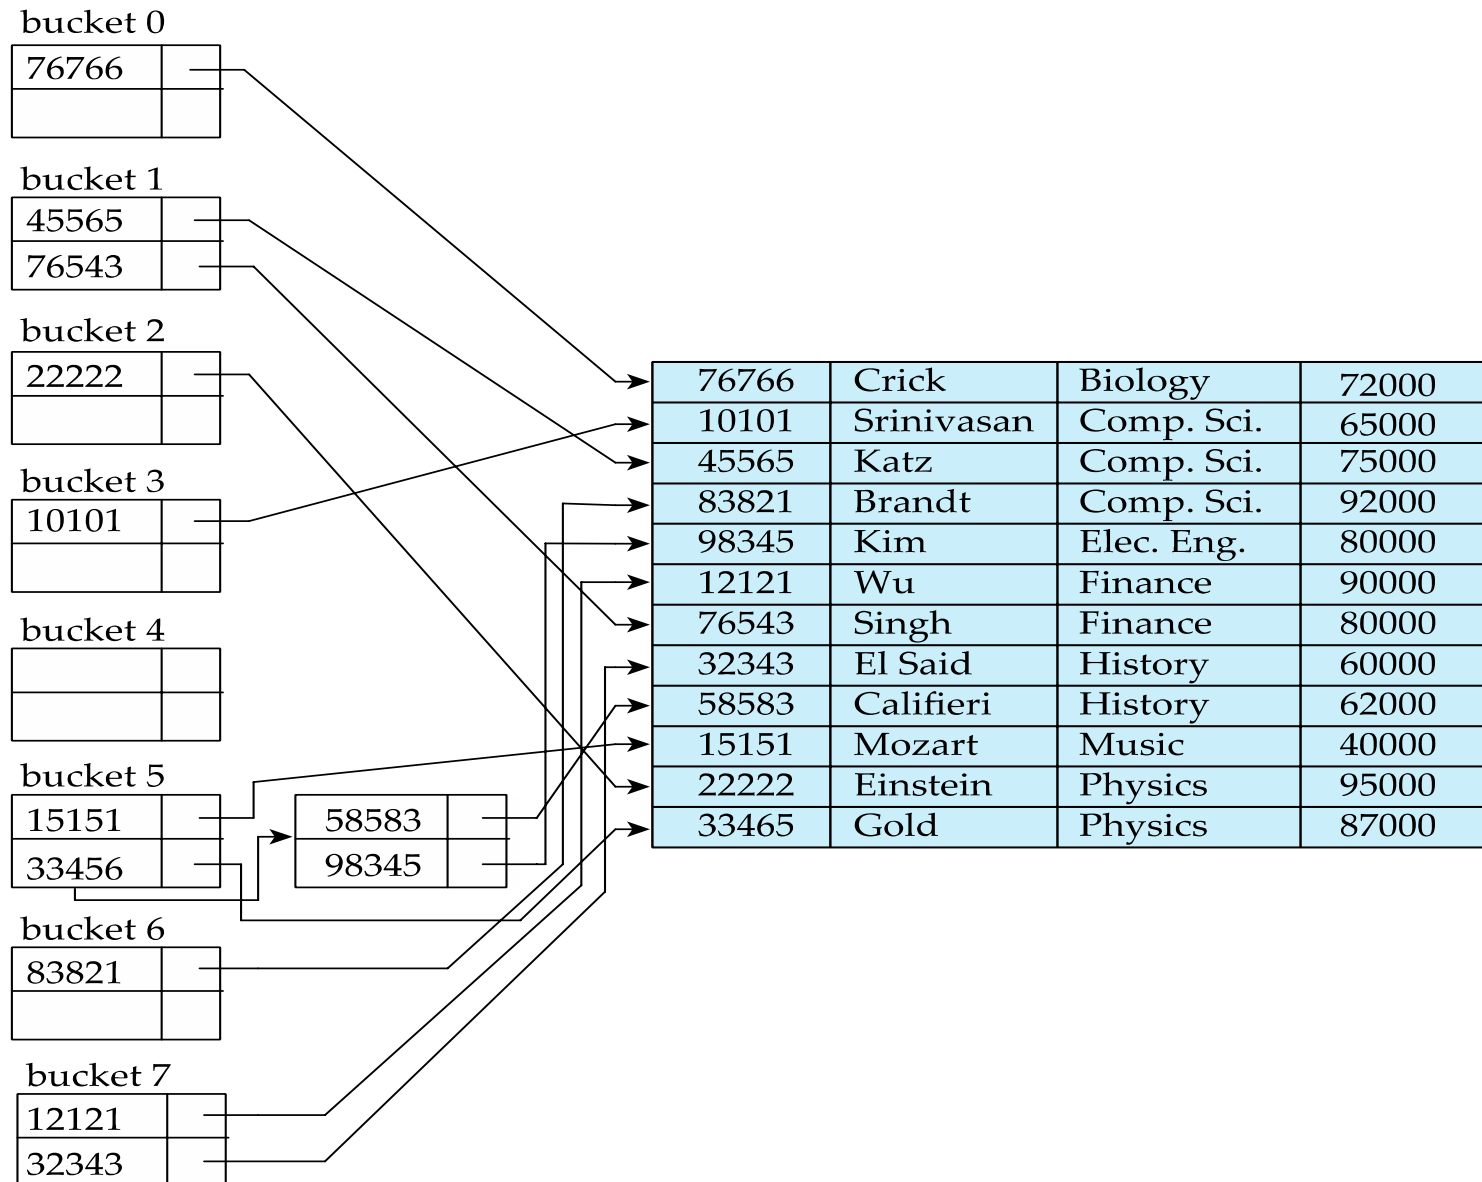 bucket 0
76766
bucket 1
45565
76543
bucket 2
22222
bucket 3
10101
bucket 4
bucket 5
15151
33456
58583
98345
bucket 6
83821
bucket 7
12121
32343
76766 Crick Biology 72000
10101 Srinivasan Comp. Sci. 65000
45565 Katz Comp. Sci. 75000
83821 Brandt Comp. Sci. 92000
98345 Kim Elec. Eng. 80000
12121 Wu Finance 90000
76543 Singh Finance 80000
32343 El Said History 60000
58583 Califieri History 62000
15151 Mozart Music 40000
22222 Einstein Physics 95000
33465 Gold Physics 87000